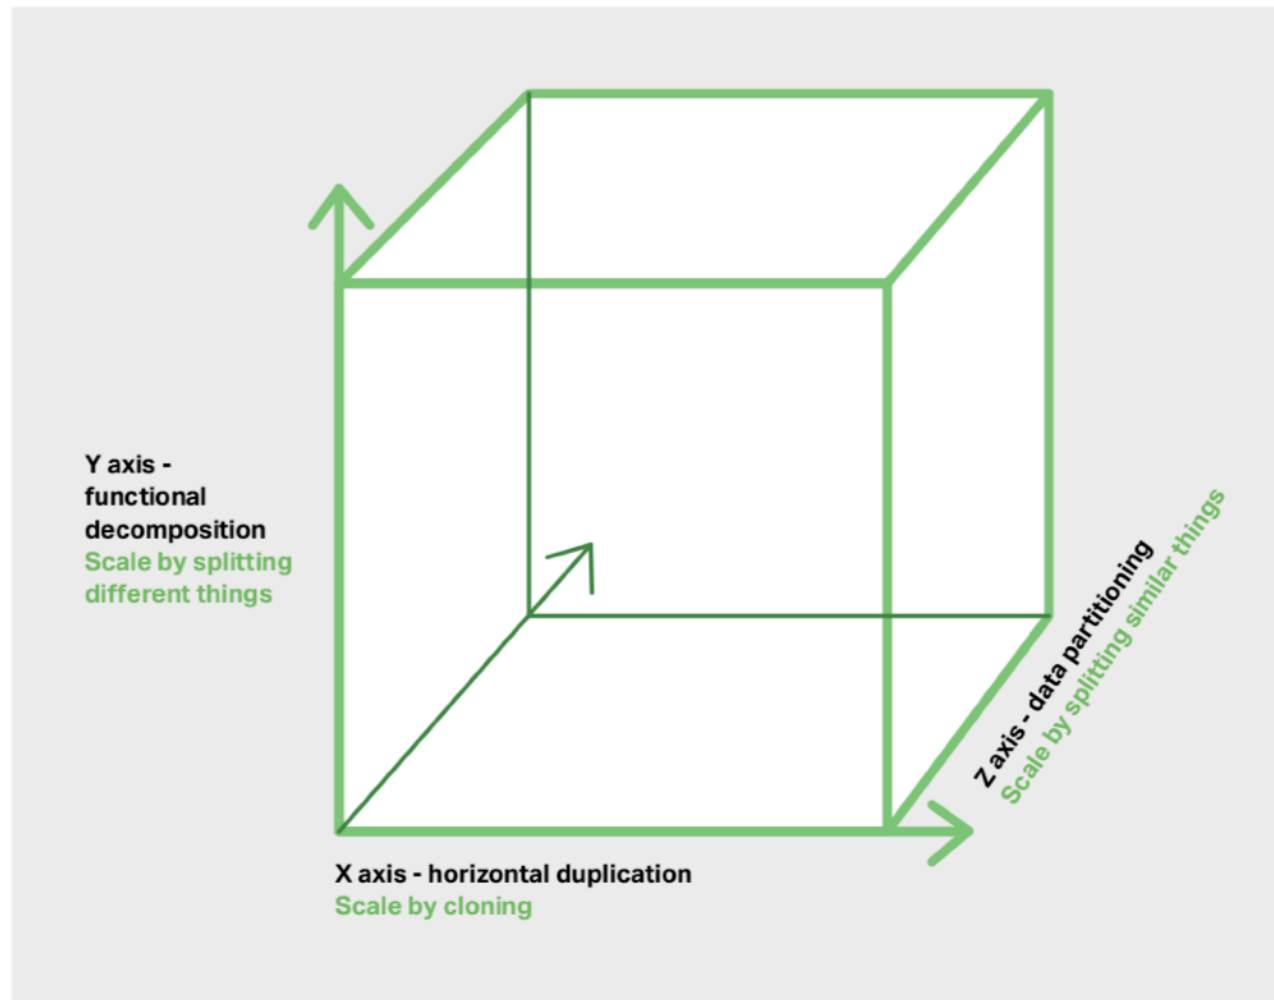 Y axis -
functional
decomposition
Scale by splitting
different things
Z axis - data partitioning
Scale by splitting similar things
X axis - horizontal duplication
Scale by cloning